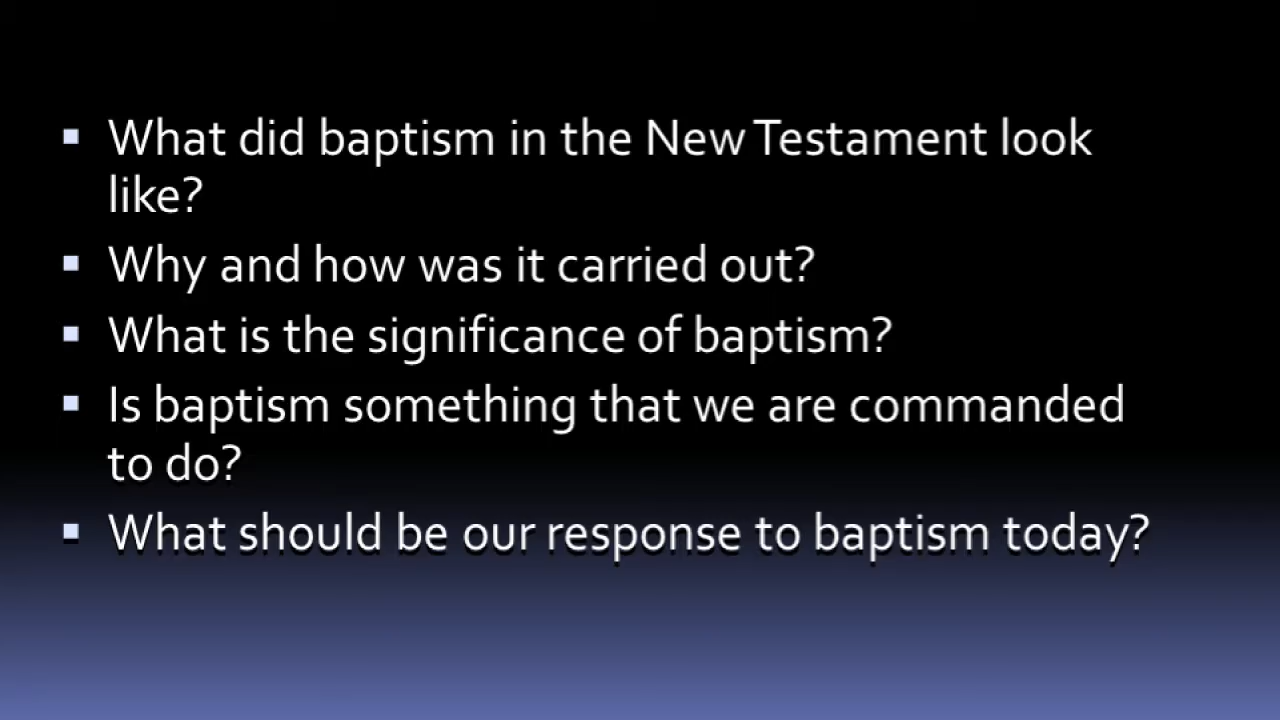 ▪ What did baptism in the New Testament look
like?
▪ Why and how was it carried out?
▪ What is the significance of baptism?
▪ Is baptism something that we are commanded
to do?
▪ What should be our response to baptism today?